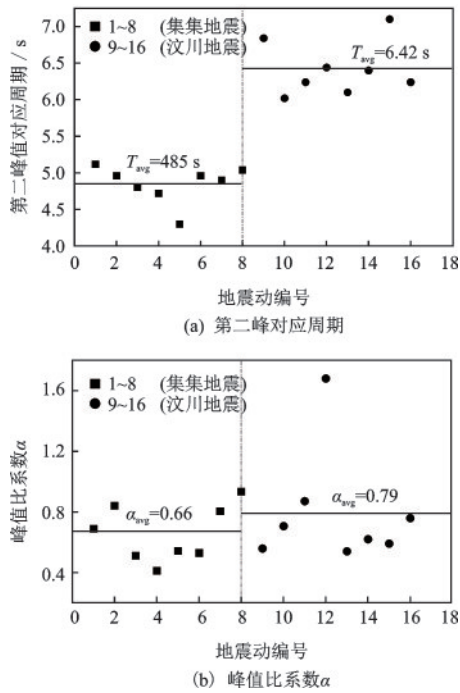 7.0
6.5
6.0
5.5
5.0
4.5
4.0
第二峰值对应周期 / s
1~8 (集集地震)
9~16 (汶川地震)
Tavg=6.42 s
Tavg=485 s
0 2 4 6 8 10 12 14 16 18
地震动编号
(a) 第二峰对应周期
1.6
1.2
0.8
0.4
峰值比系数α
1~8 (集集地震)
9~16 (汶川地震)
αavg=0.66
αavg=0.79
0 2 4 6 8 10 12 14 16 18
地震动编号
(b) 峰值比系数α